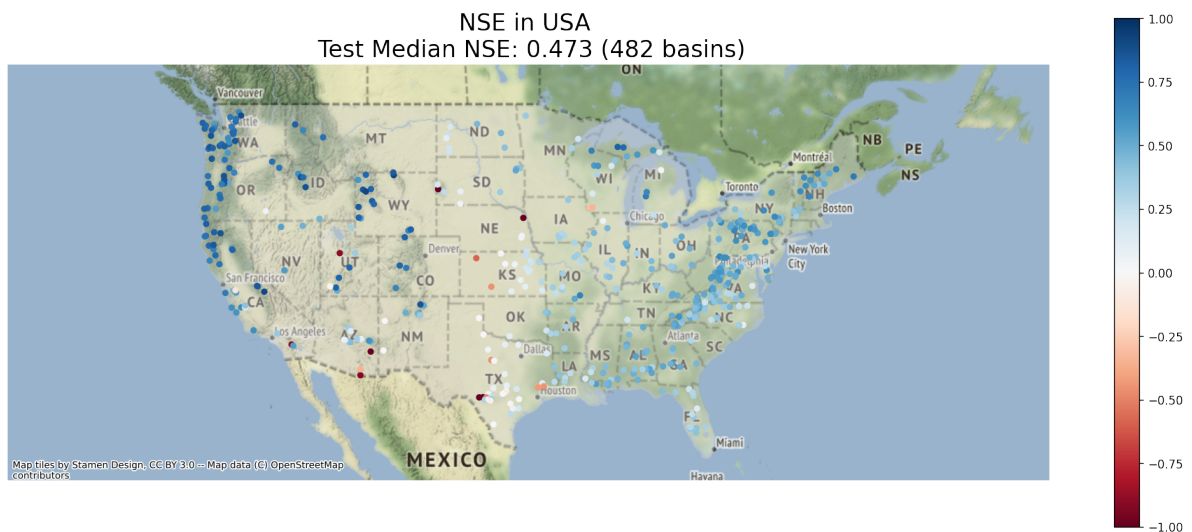 NSE in USA
Test Median NSE: 0.473 (482 basins)
1.00
0.75
0.50
0.25
0.00
−0.25
−0.50
−0.75
−1.00
ON
Vancouver
WA
MT
ND
MN
NB
PE
Montréal
NS
OR
ID
SD
WI
MI
Toronto
NH
WY
NY
Boston
IA
Chicago
NE
PA
Denver
IL
IN
OH
New York
City
NV
UT
Philadelphia
San Francisco
CO
KS
MO
CA
KY
VA
OK
TN
NC
Los Angeles
AZ
NM
AR
Atlanta
SC
Dallas
MS
AL
GA
LA
TX
Houston
FL
Miami
MEXICO
Havana
Map tiles by Stamen Design, CC BY 3.0 -- Map data (C) OpenStreetMap
contributors